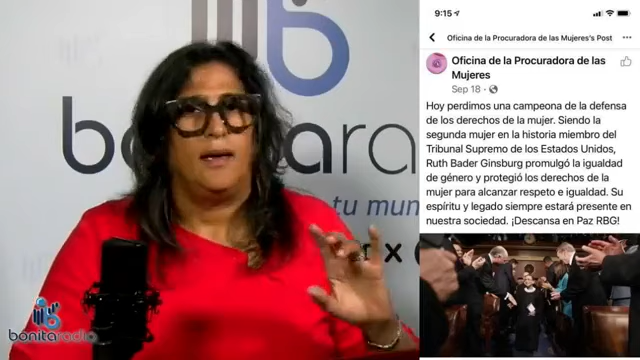 bonitaradio
tu mun
er x
bonitaradio
9:15
Oficina de la Procuradora de las Mujeres's Post
Oficina de la Procuradora de las
Mujeres
Sep 18 ·
Hoy perdimos una campeona de la defensa
de los derechos de la mujer. Siendo la
segunda mujer en la historia miembro del
Tribunal Supremo de los Estados Unidos,
Ruth Bader Ginsburg promulgó la igualdad
de género y protegió los derechos de la
mujer para alcanzar respeto e igualdad. Su
espíritu y legado siempre estará presente en
nuestra sociedad. ¡Descansa en Paz RBG!